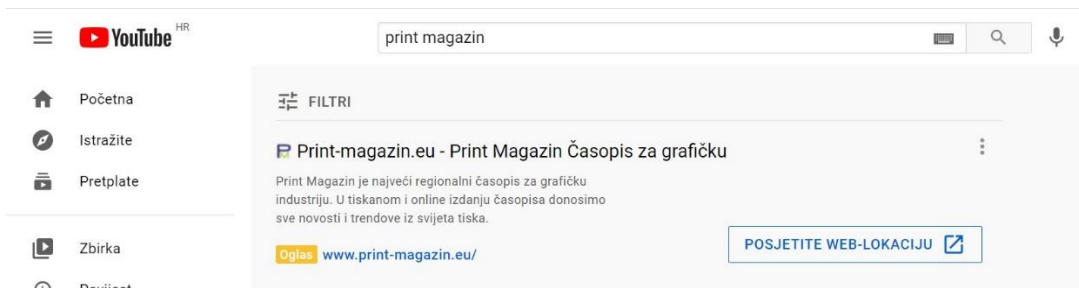 YouTube HR
print magazin
Početna
FILTRI
Istražite
Print-magazin.eu - Print Magazin Časopis za grafičku
Pretplate
Print Magazin je najveći regionalni časopis za grafičku
industriju. U tiskanom i online izdanju časopisa donosimo
sve novosti i trendove iz svijeta tiska.
Zbirka
Oglas www.print-magazin.eu/
POSJETITE WEB-LOKACIJU